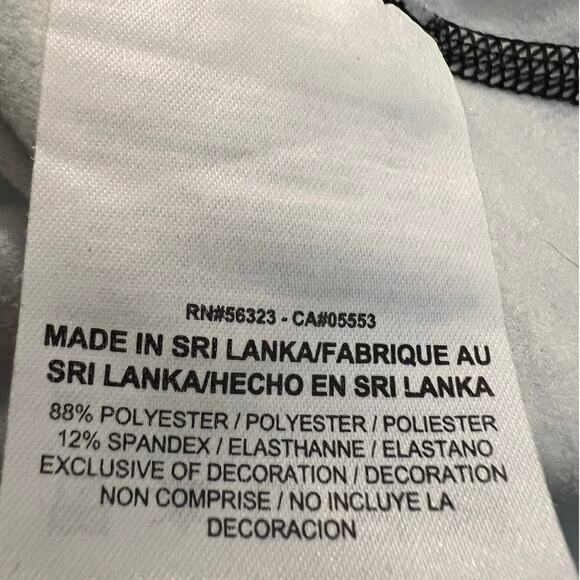 RN#56323 - CA#05553
MADE IN SRI LANKA/FABRIQUE AU
SRI LANKA/HECHO EN SRI LANKA
88% POLYESTER / POLYESTER / POLIESTER
12% SPANDEX / ELASTHANNE / ELASTANO
EXCLUSIVE OF DECORATION / DECORATION
NON COMPRISE / NO INCLUYE LA
DECORACION